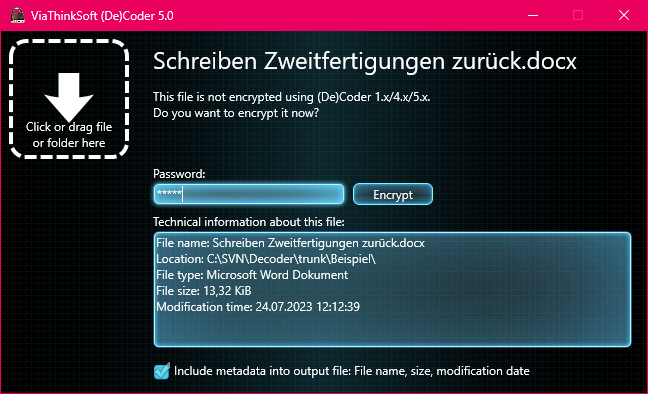 ViaThinkSoft (De)Coder 5.0
Click or drag file
or folder here
Schreiben Zweitfertigungen zurück.docx
This file is not encrypted using (De)Coder 1.x/4.x/5.x.
Do you want to encrypt it now?
Password:
*****
Encrypt
Technical information about this file:
File name: Schreiben Zweitfertigungen zurück.docx
Location: C:\SVN\Decoder\trunk\Beispiel\
File type: Microsoft Word Dokument
File size: 13,32 KiB
Modification time: 24.07.2023 12:12:39
Include metadata into output file: File name, size, modification date